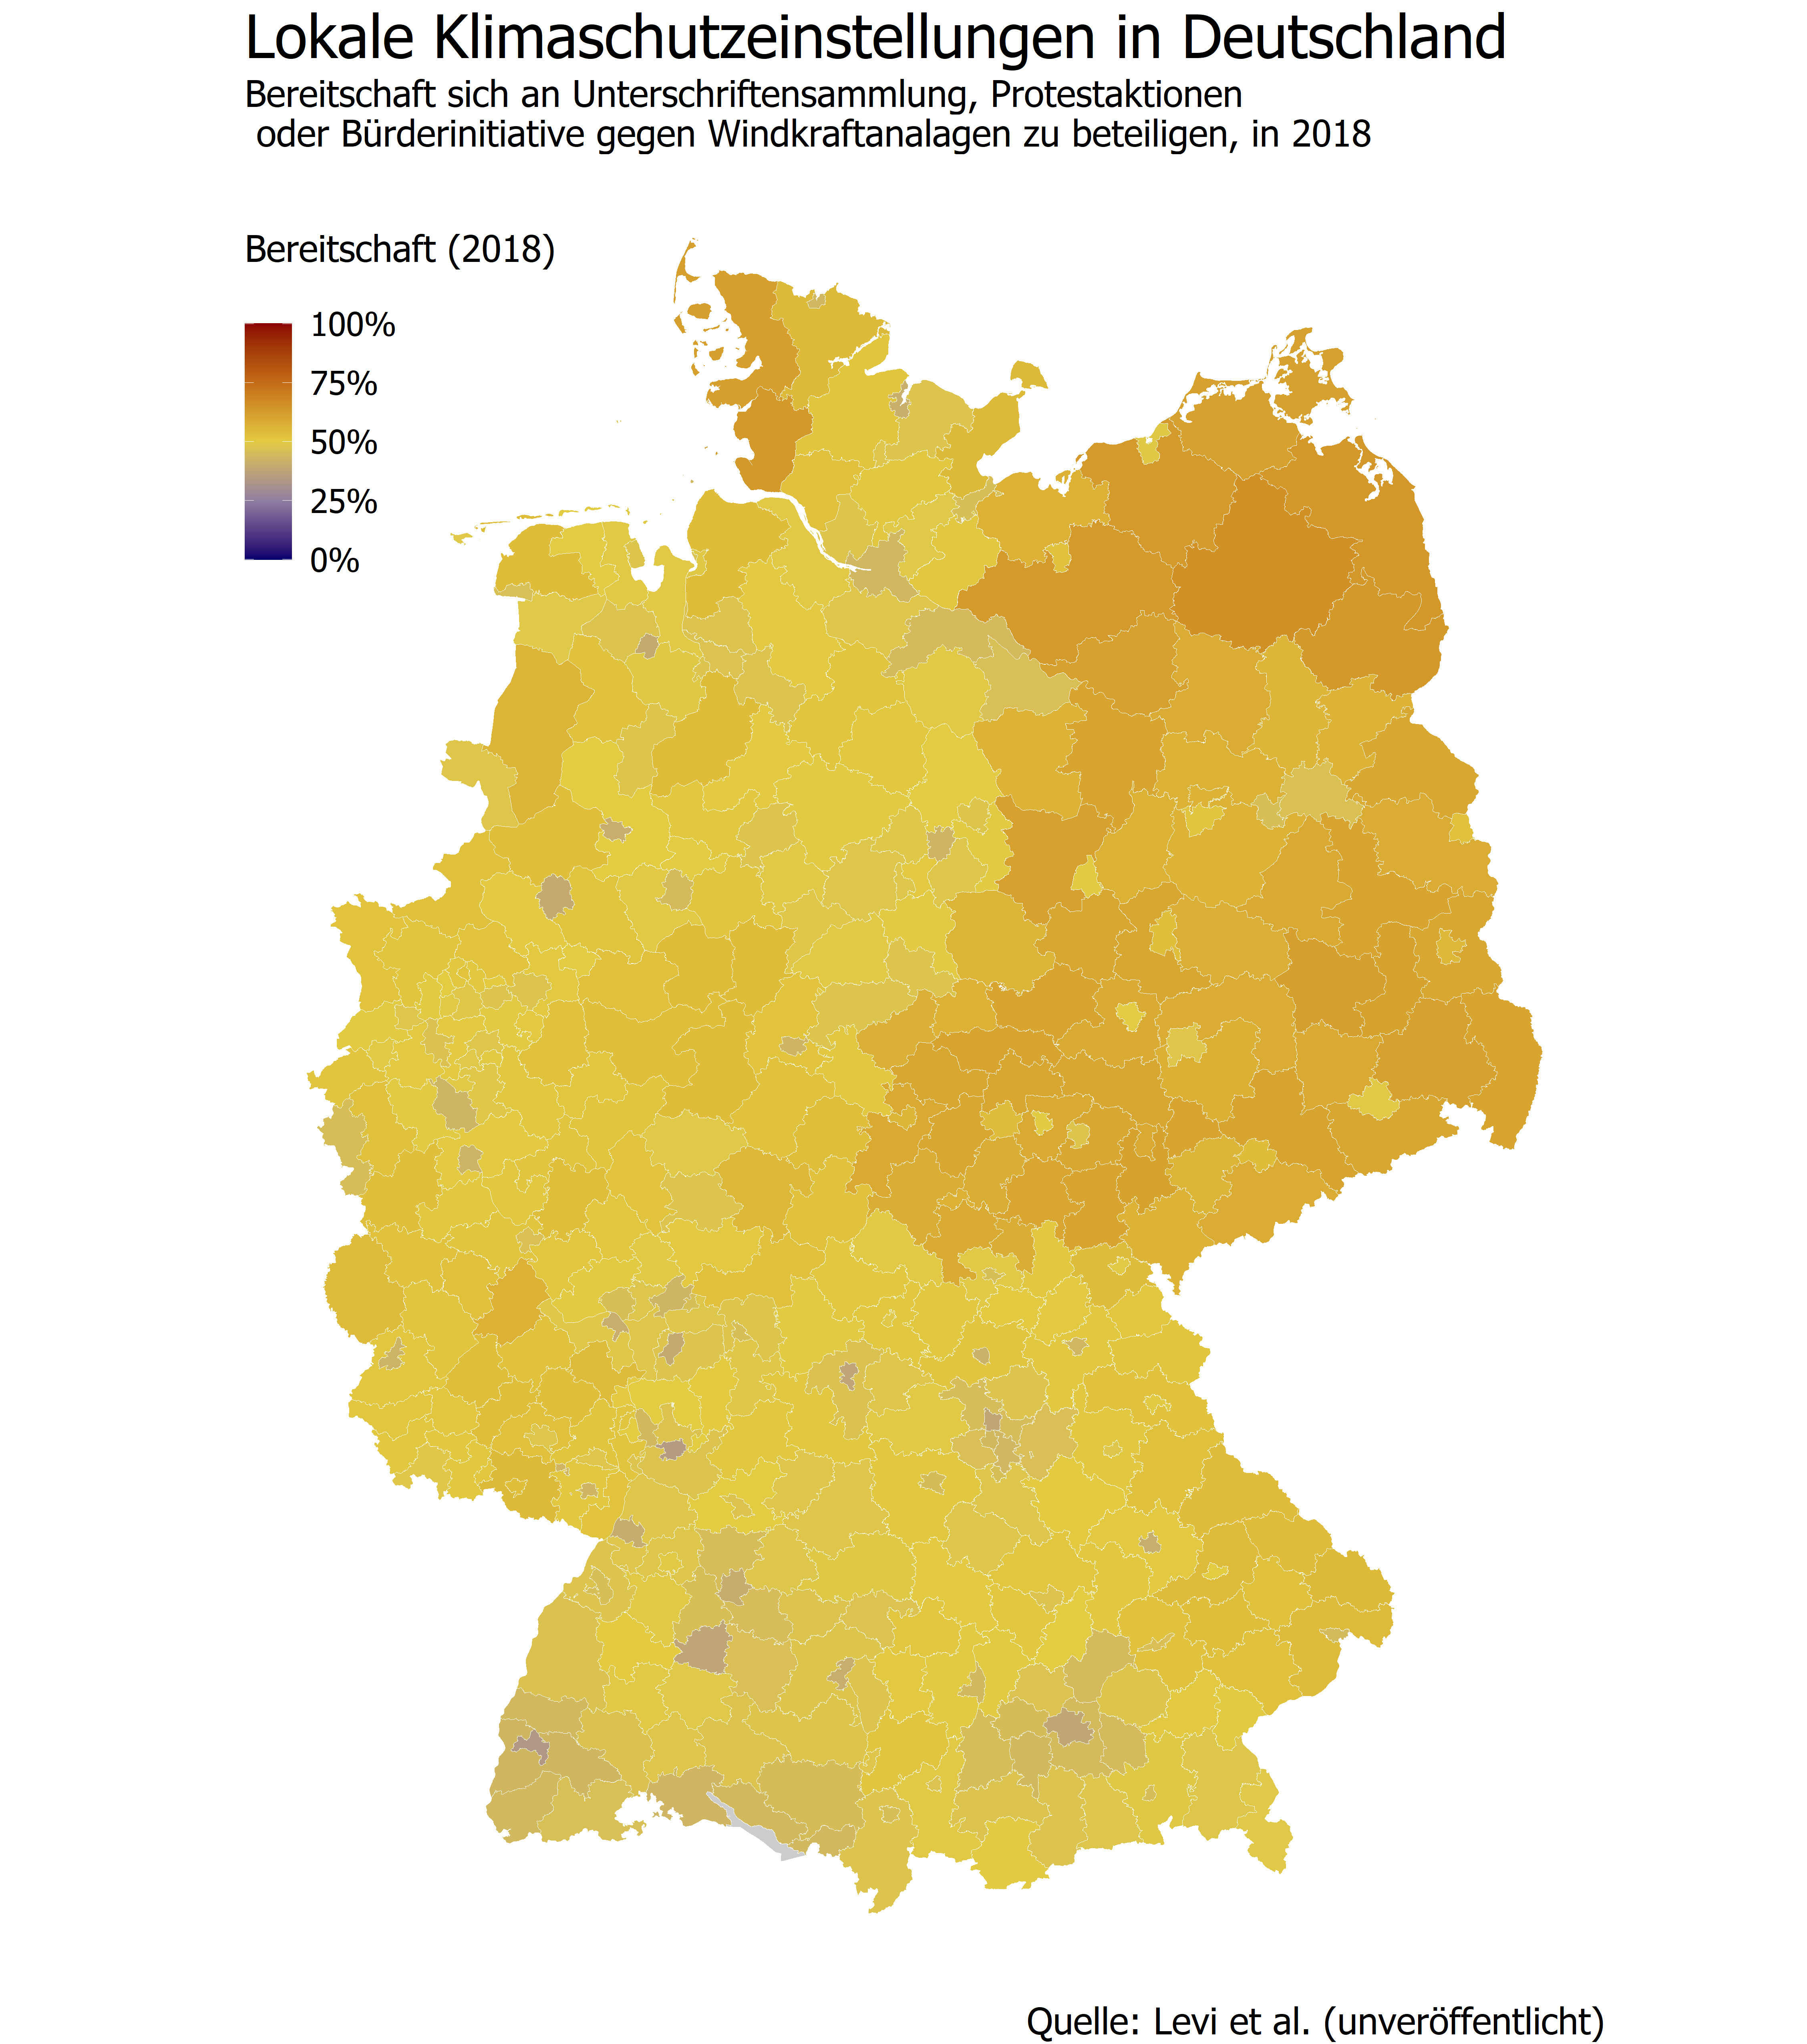 Lokale Klimaschutzeinstellungen in Deutschland
Bereitschaft sich an Unterschriftensammlung, Protestaktionen
oder Bürderinitiative gegen Windkraftanalagen zu beteiligen, in 2018
Bereitschaft (2018)
100%
75%
50%
25%
0%
Quelle: Levi et al. (unveröffentlicht)